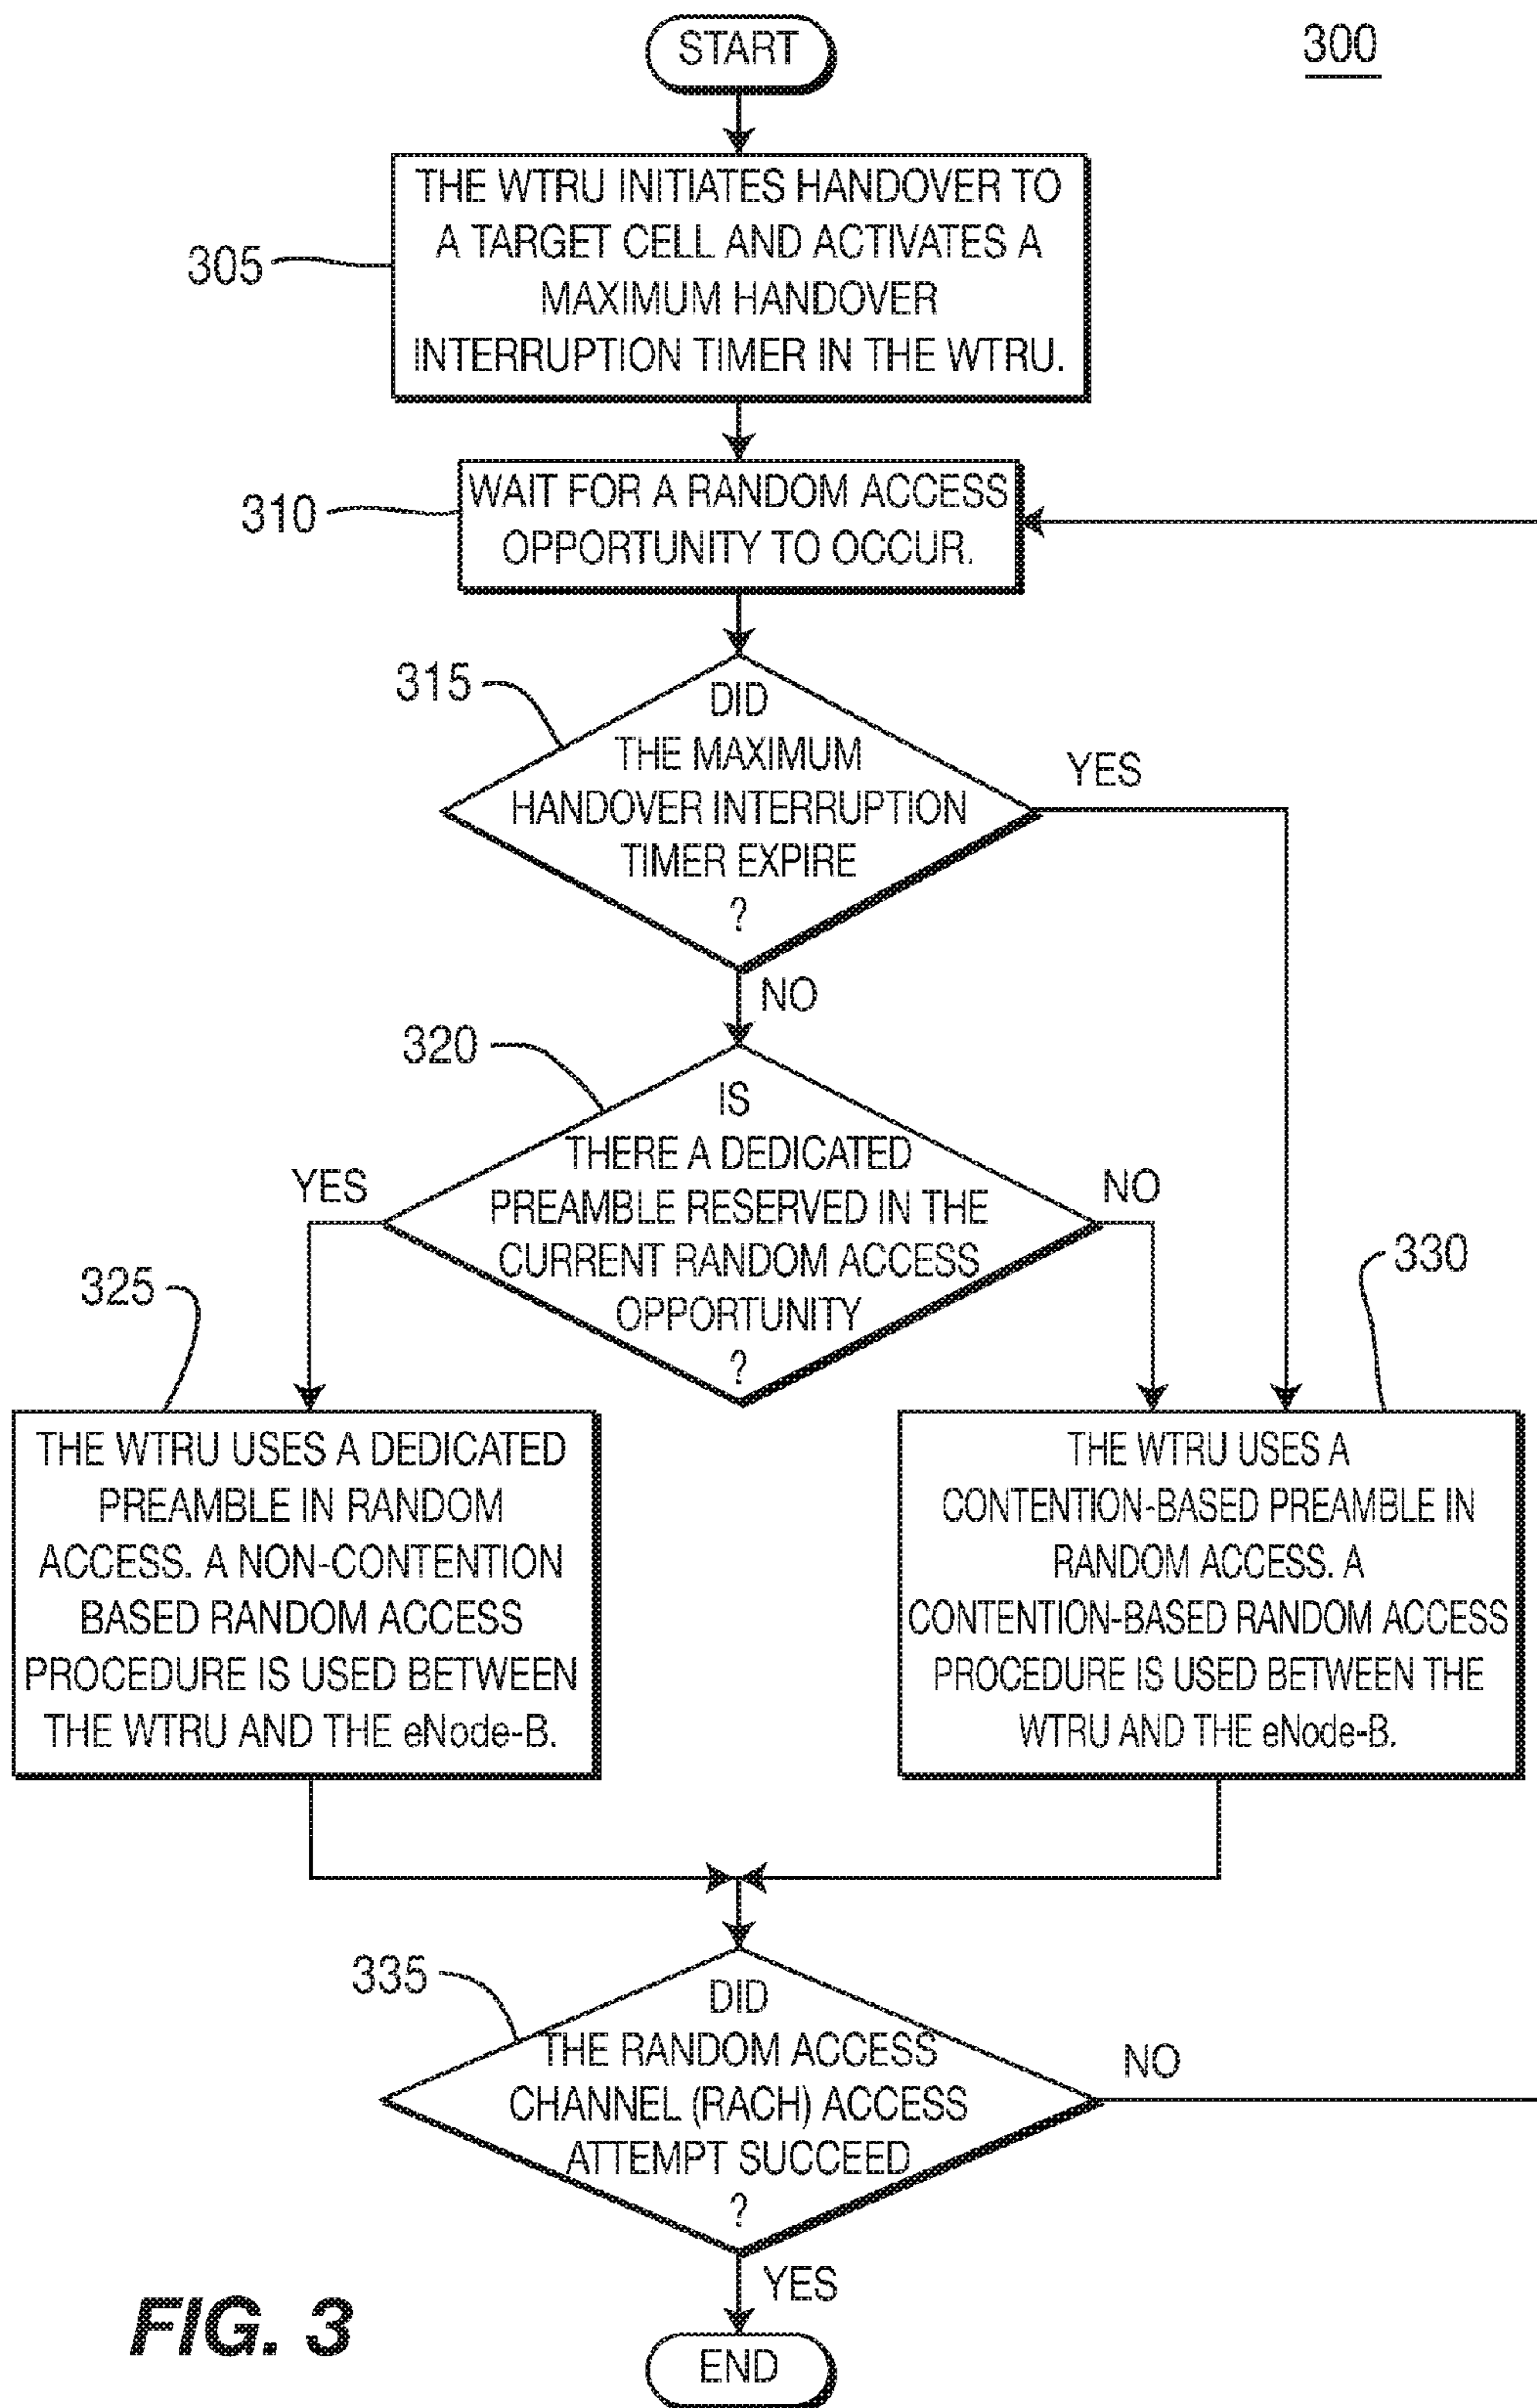 START
300
THE WTRU INITIATES HANDOVER TO
A TARGET CELL AND ACTIVATES A
MAXIMUM HANDOVER
INTERRUPTION TIMER IN THE WTRU.
305
WAIT FOR A RANDOM ACCESS
OPPORTUNITY TO OCCUR.
310
315
DID
THE MAXIMUM
HANDOVER INTERRUPTION
TIMER EXPIRE
?
YES
NO
320
IS
THERE A DEDICATED
PREAMBLE RESERVED IN THE
CURRENT RANDOM ACCESS
OPPORTUNITY
?
YES
NO
325
330
THE WTRU USES A DEDICATED
PREAMBLE IN RANDOM
ACCESS. A NON-CONTENTION
BASED RANDOM ACCESS
PROCEDURE IS USED BETWEEN
THE WTRU AND THE eNode-B.
THE WTRU USES A
CONTENTION-BASED PREAMBLE IN
RANDOM ACCESS. A
CONTENTION-BASED RANDOM ACCESS
PROCEDURE IS USED BETWEEN THE
WTRU AND THE eNode-B.
335
DID
THE RANDOM ACCESS
CHANNEL (RACH) ACCESS
ATTEMPT SUCCEED
?
NO
YES
END
FIG. 3